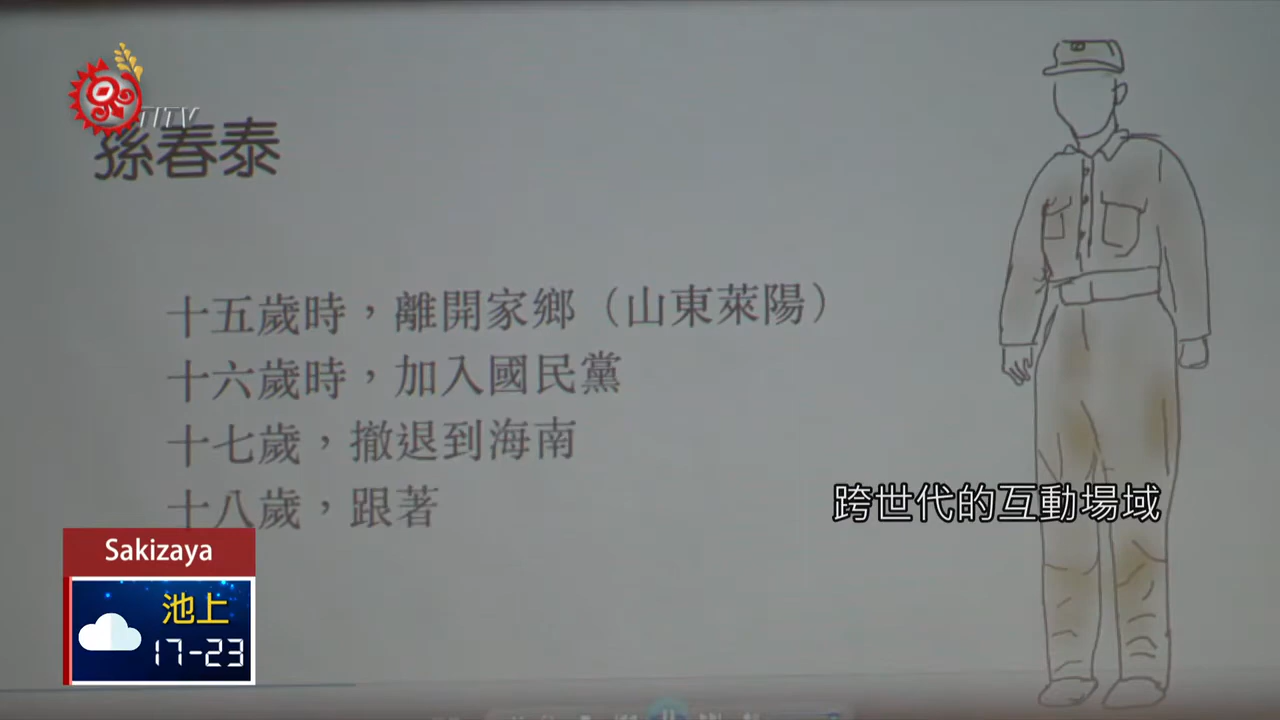 TITV
孫春泰
十五歲時，離開家鄉（山東萊陽）
十六歲時，加入國民黨
十七歲，撤退到海南
十八歲，跟著
跨世代的互動場域
Sakizaya
池上
17-23